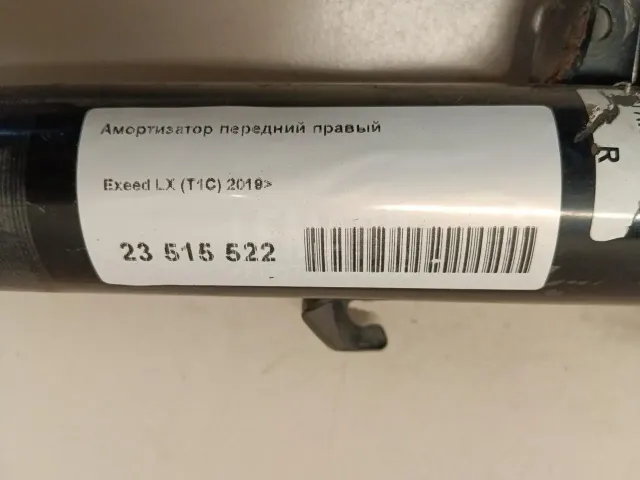 Амортизатор передний правый
Exeed LX (T1C) 2019>
23 515 522
R